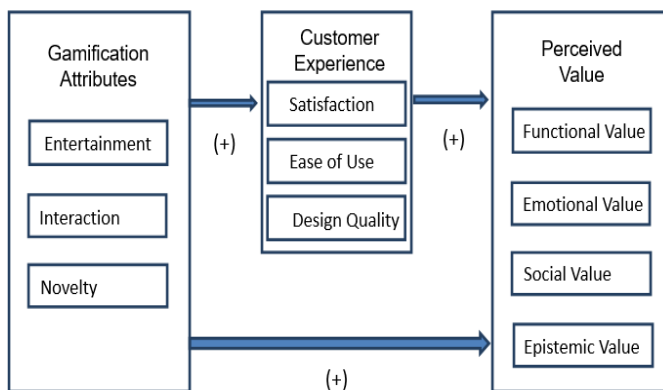 Gamification
Attributes
Entertainment
Interaction
Novelty
(+)
Customer
Experience
Satisfaction
Ease of Use
Design Quality
(+)
Perceived
Value
Functional Value
Emotional Value
Social Value
Epistemic Value
(+)